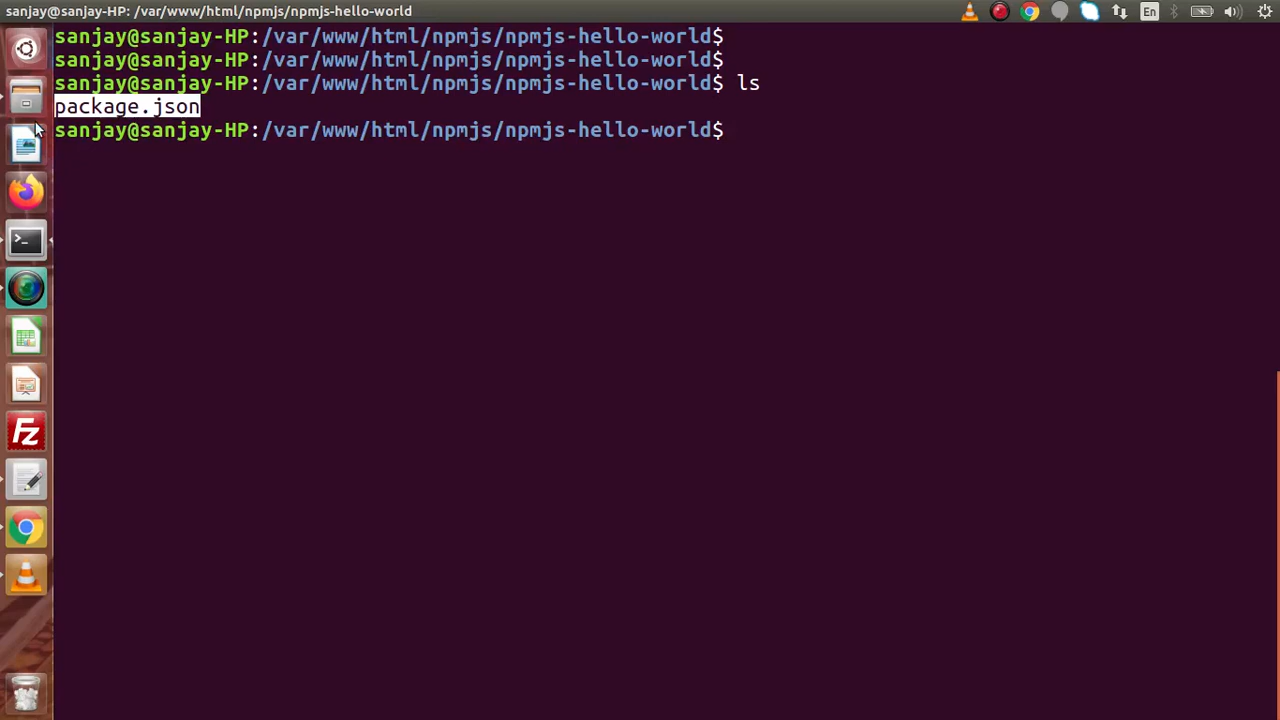 sanjay@sanjay-HP: /var/www/html/npmjs/npmjs-hello-world
En
sanjay@sanjay-HP:/var/www/html/npmjs/npmjs-hello-world$
sanjay@sanjay-HP:/var/www/html/npmjs/npmjs-hello-world$
sanjay@sanjay-HP:/var/www/html/npmjs/npmjs-hello-world$ ls
package.json
sanjay@sanjay-HP:/var/www/html/npmjs/npmjs-hello-world$
>_
Fz